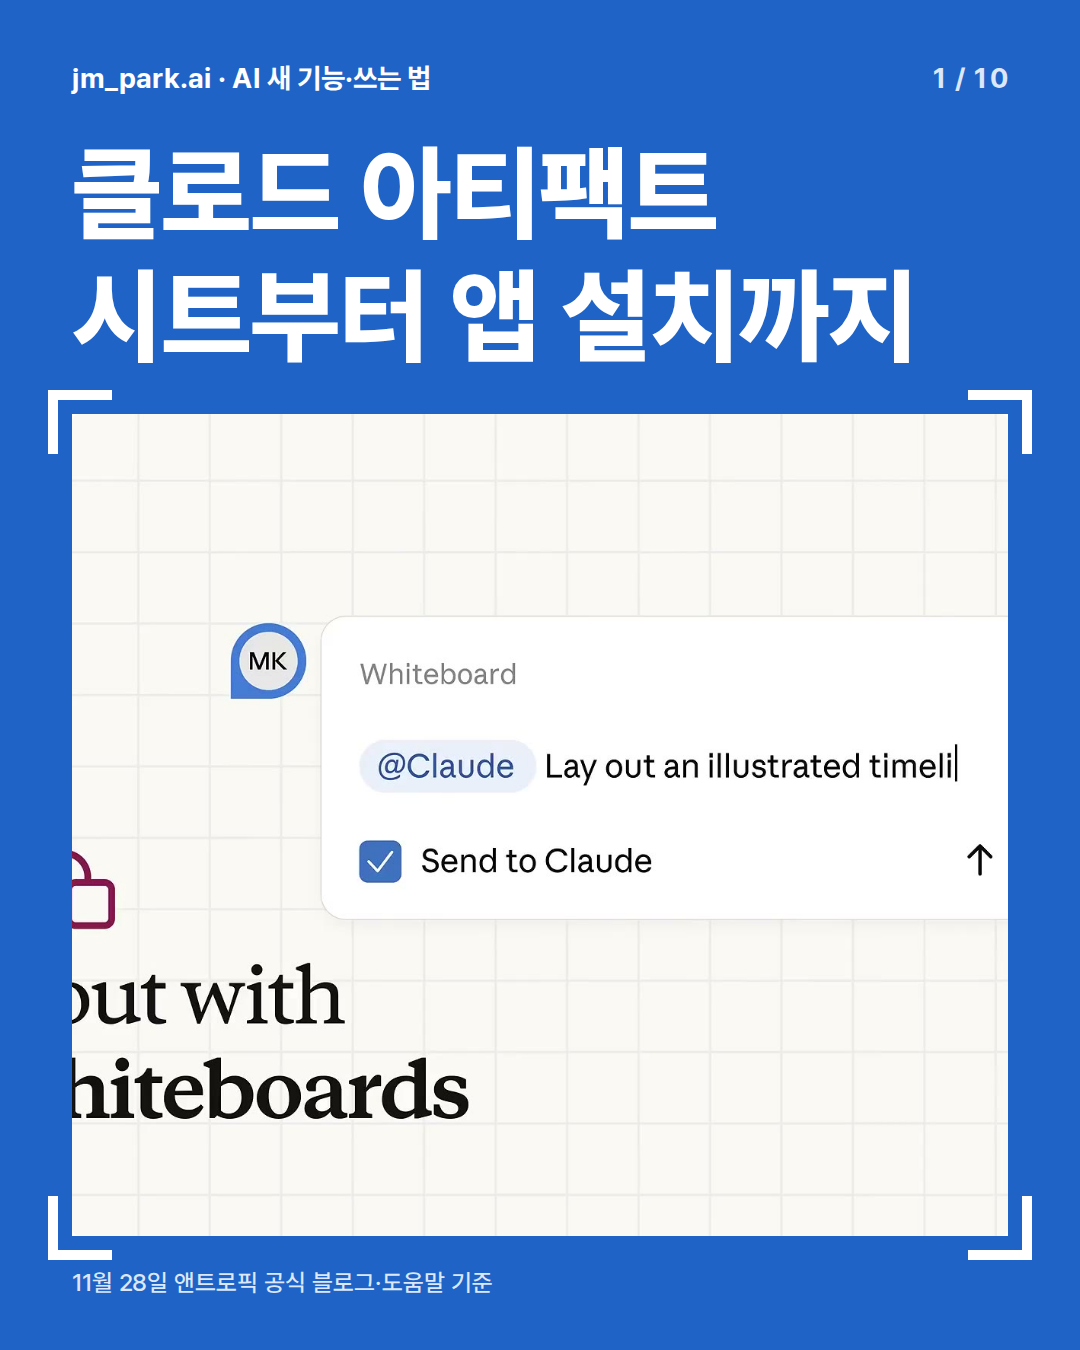 jm_park.ai · AI 새 기능·쓰는 법
1 / 10
클로드 아티팩트
시트부터 앱 설치까지
MK
Whiteboard
@Claude Lay out an illustrated timeli
Send to Claude
out with
hiteboards
11월 28일 앤트로픽 공식 블로그·도움말 기준